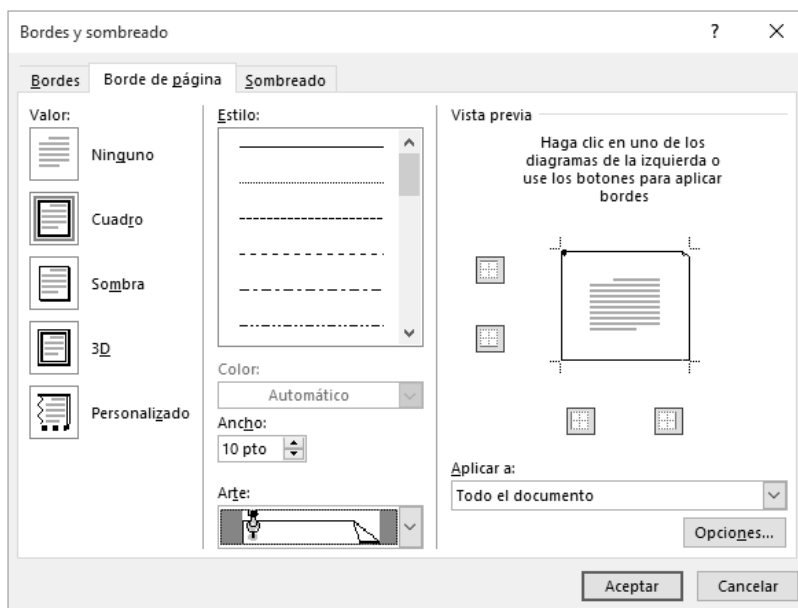 Bordes y sombreado
?
Bordes
Borde de página
Sombreado
Valor:
Ninguno
Cuadro
Sombra
3D
Personalizado
Estilo:
Color:
Automático
Ancho:
10 pto
Arte:
Vista previa
Haga clic en uno de los
diagramas de la izquierda o
use los botones para aplicar
bordes
Aplicar a:
Todo el documento
Opciones...
Aceptar
Cancelar